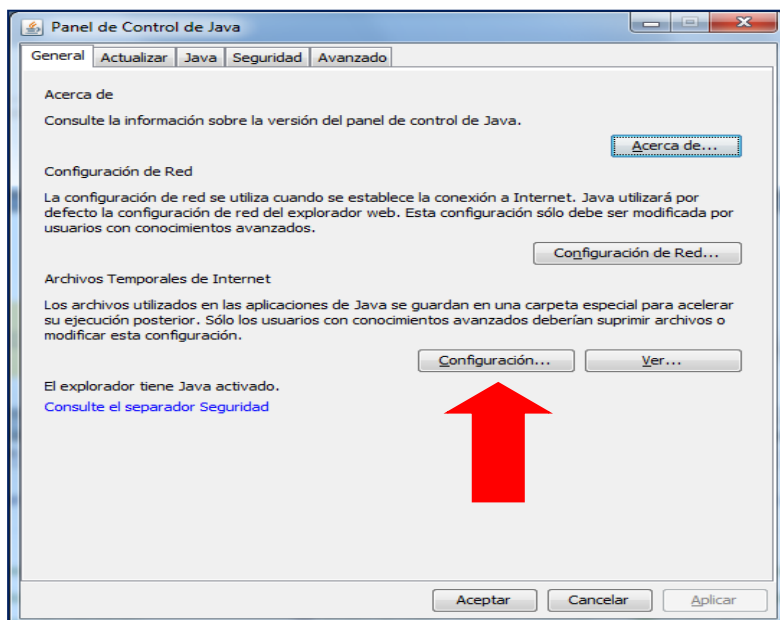 Panel de Control de Java
General Actualizar Java Seguridad Avanzado
Acerca de
Consulte la información sobre la versión del panel de control de Java.
Acerca de...
Configuración de Red
La configuración de red se utiliza cuando se establece la conexión a Internet. Java utilizará por
defecto la configuración de red del explorador web. Esta configuración sólo debe ser modificada por
usuarios con conocimientos avanzados.
Configuración de Red...
Archivos Temporales de Internet
Los archivos utilizados en las aplicaciones de Java se guardan en una carpeta especial para acelerar
su ejecución posterior. Sólo los usuarios con conocimientos avanzados deberían suprimir archivos o
modificar esta configuración.
Configuración... Ver...
El explorador tiene Java activado.
Consulte el separador Seguridad
Aceptar Cancelar Aplicar